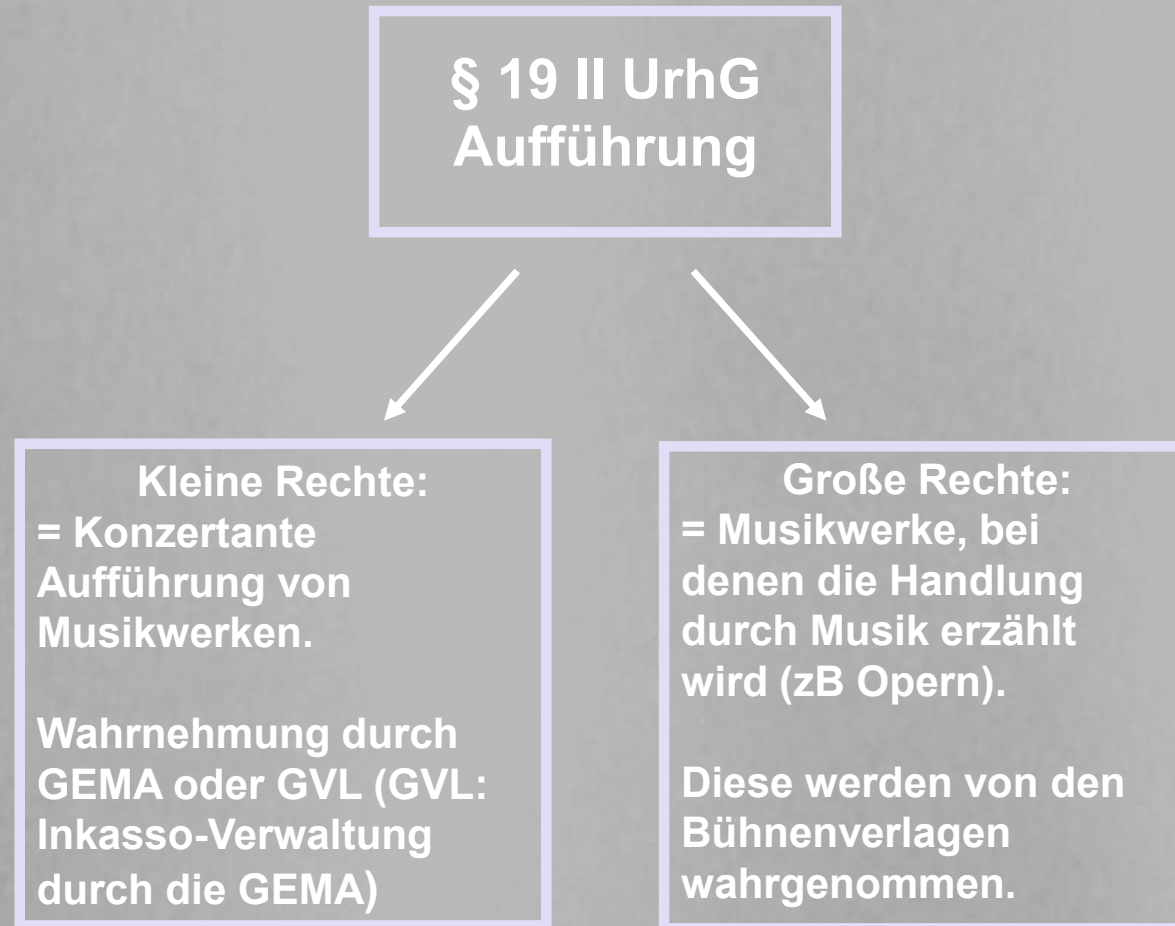 § 19 II UrhG
Aufführung
Kleine Rechte:
= Konzertante
Aufführung von
Musikwerken.
Wahrnehmung durch
GEMA oder GVL (GVL:
Inkasso-Verwaltung
durch die GEMA)
Große Rechte:
= Musikwerke, bei
denen die Handlung
durch Musik erzählt
wird (zB Opern).
Diese werden von den
Bühnenverlagen
wahrgenommen.